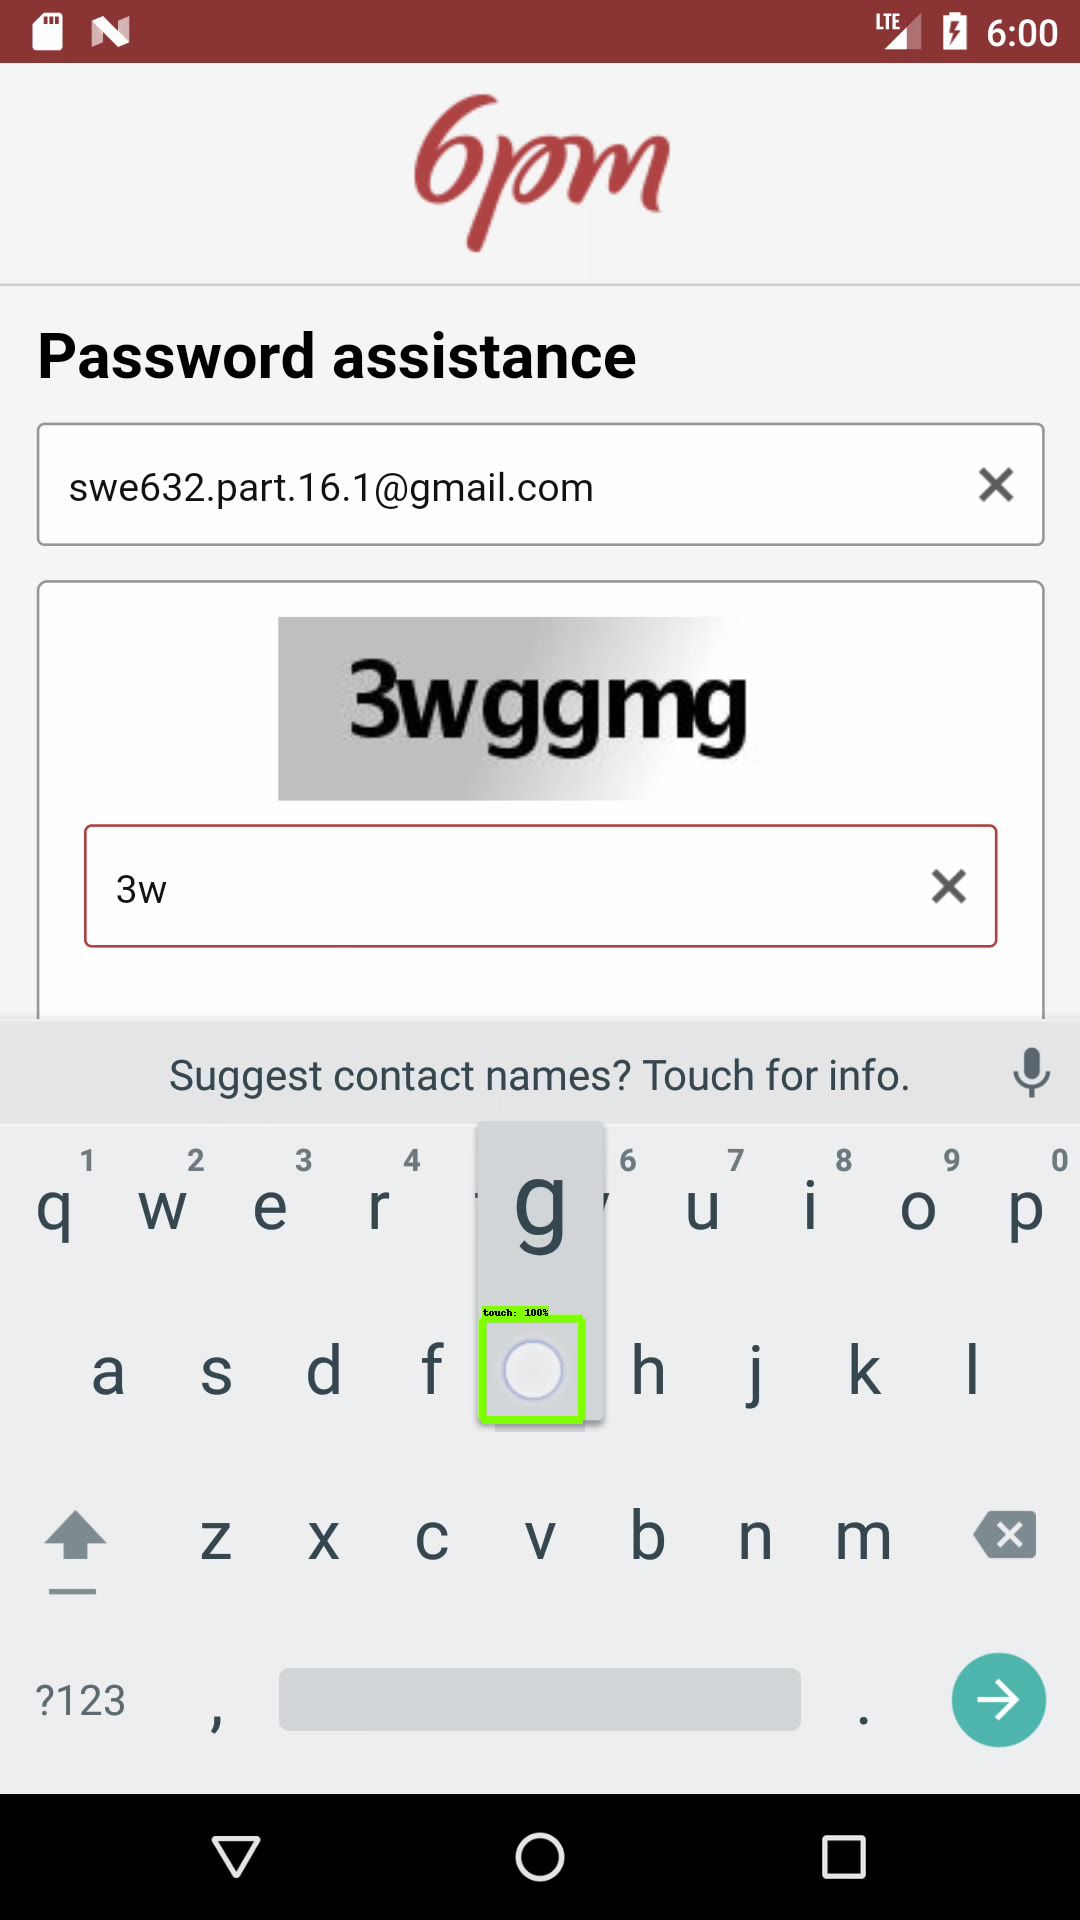 LTE 6:00
6pm
Password assistance
swe632.part.16.1@gmail.com
3wggmg
3w
Suggest contact names? Touch for info.
1 2 3 4 6 7 8 9 0
q w e r g u i o p
touch: 100%
a s d f h j k l
z x c v b n m
?123 , .